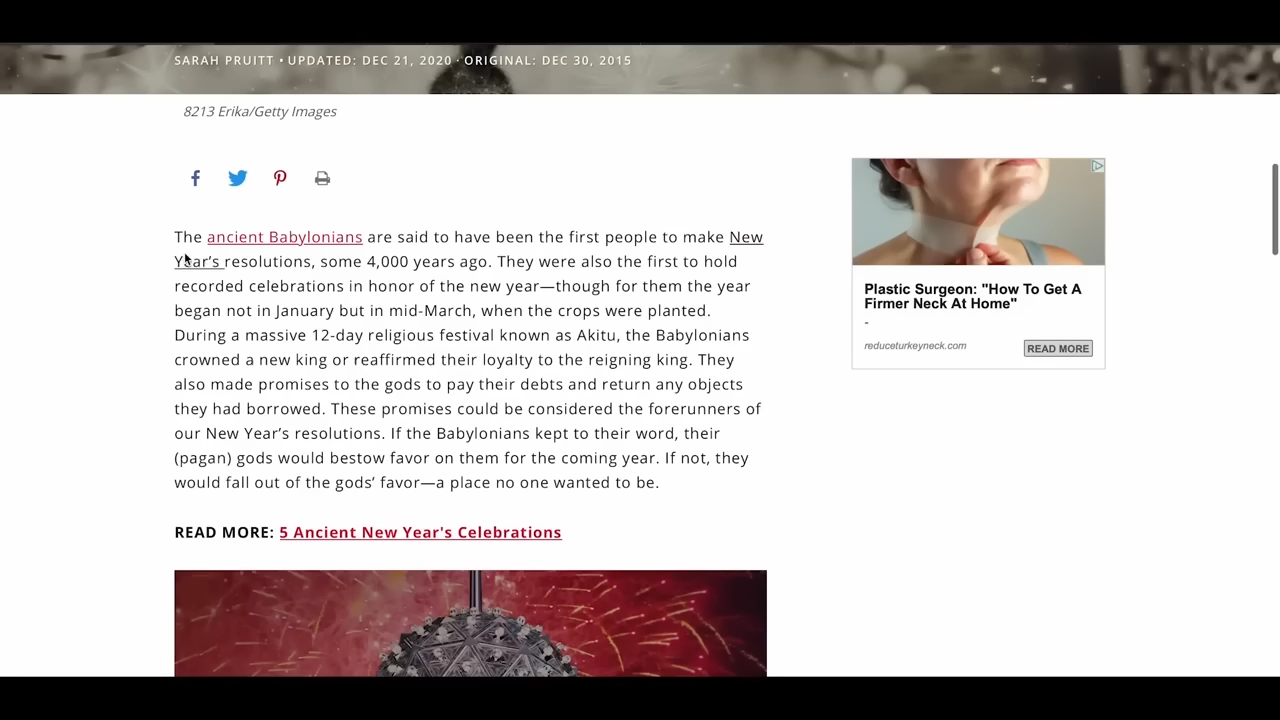 SARAH PRUITT • UPDATED: DEC 21, 2020 · ORIGINAL: DEC 30, 2015
8213 Erika/Getty Images
The ancient Babylonians are said to have been the first people to make New
Year’s resolutions, some 4,000 years ago. They were also the first to hold
recorded celebrations in honor of the new year—though for them the year
began not in January but in mid-March, when the crops were planted.
During a massive 12-day religious festival known as Akitu, the Babylonians
crowned a new king or reaffirmed their loyalty to the reigning king. They
also made promises to the gods to pay their debts and return any objects
they had borrowed. These promises could be considered the forerunners of
our New Year’s resolutions. If the Babylonians kept to their word, their
(pagan) gods would bestow favor on them for the coming year. If not, they
would fall out of the gods’ favor—a place no one wanted to be.
READ MORE: 5 Ancient New Year's Celebrations
Plastic Surgeon: "How To Get A
Firmer Neck At Home"
-
reduceturkeyneck.com
READ MORE